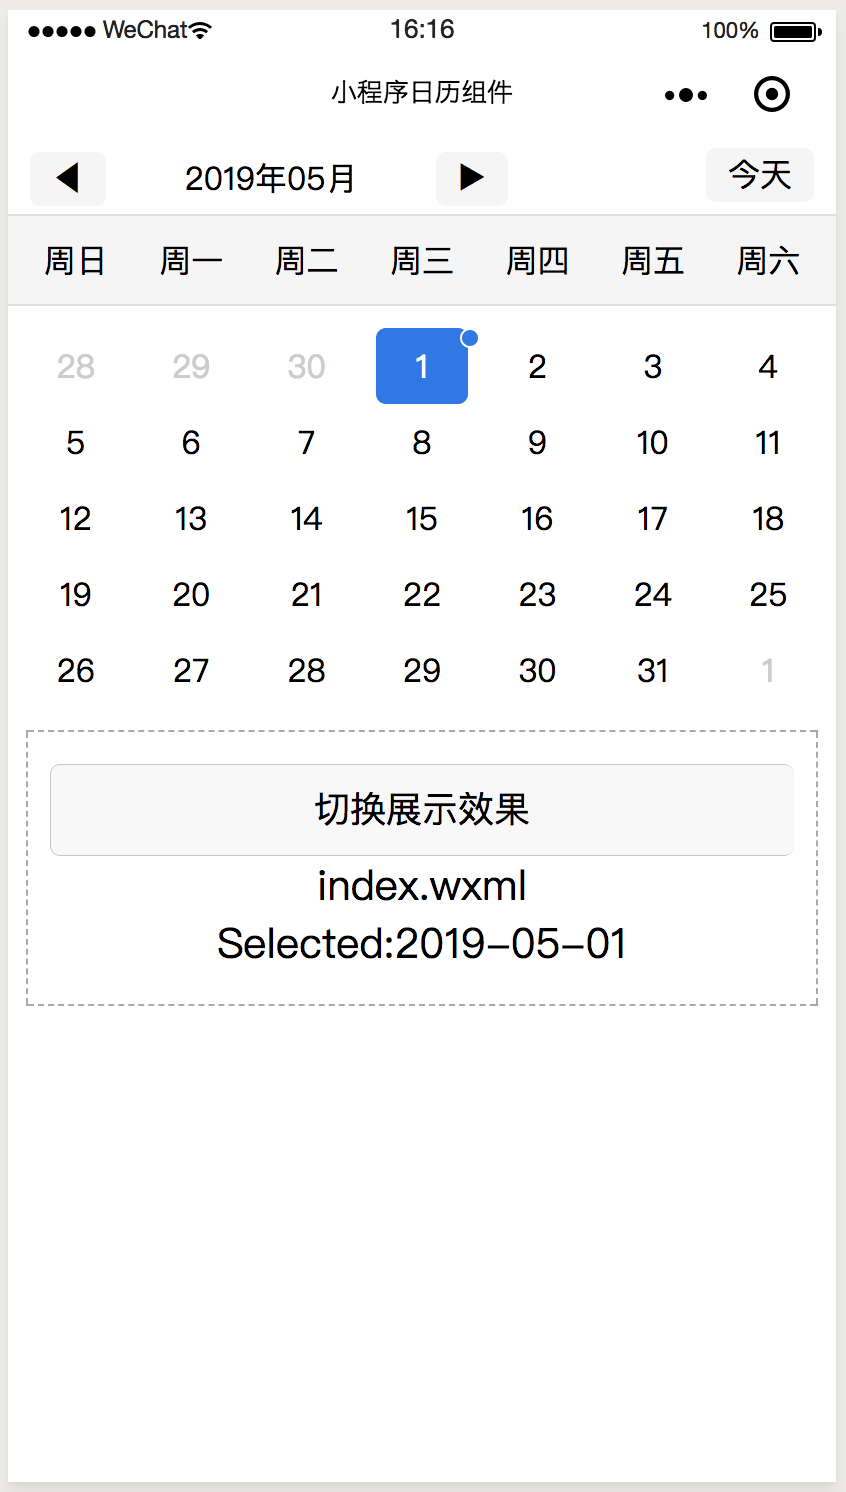 WeChat 16:16 100%
小程序日历组件
2019年05月 今天
周日 周一 周二 周三 周四 周五 周六
28 29 30 1 2 3 4
5 6 7 8 9 10 11
12 13 14 15 16 17 18
19 20 21 22 23 24 25
26 27 28 29 30 31 1
切换展示效果
index.wxml
Selected:2019-05-01